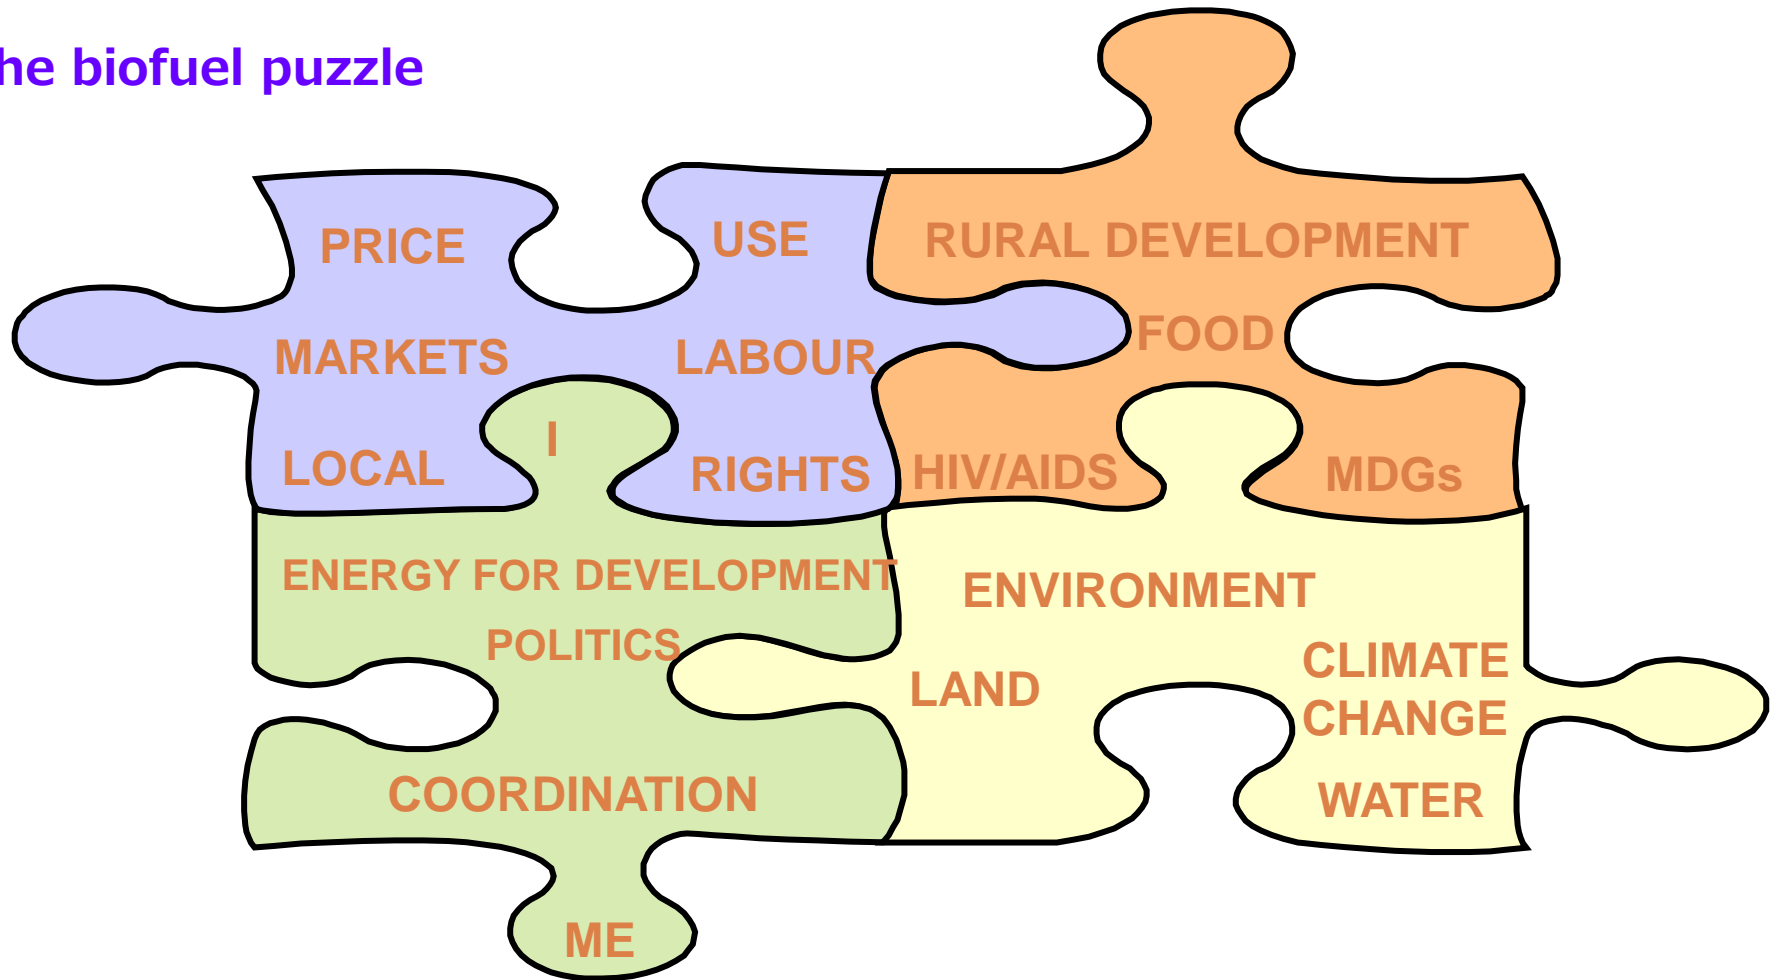 he biofuel puzzle
PRICE
USE
MARKETS
LABOUR
LOCAL
RIGHTS
RURAL DEVELOPMENT
FOOD
HIV/AIDS
MDGs
I
ENERGY FOR DEVELOPMENT
POLITICS
COORDINATION
ME
ENVIRONMENT
LAND
CLIMATE
CHANGE
WATER